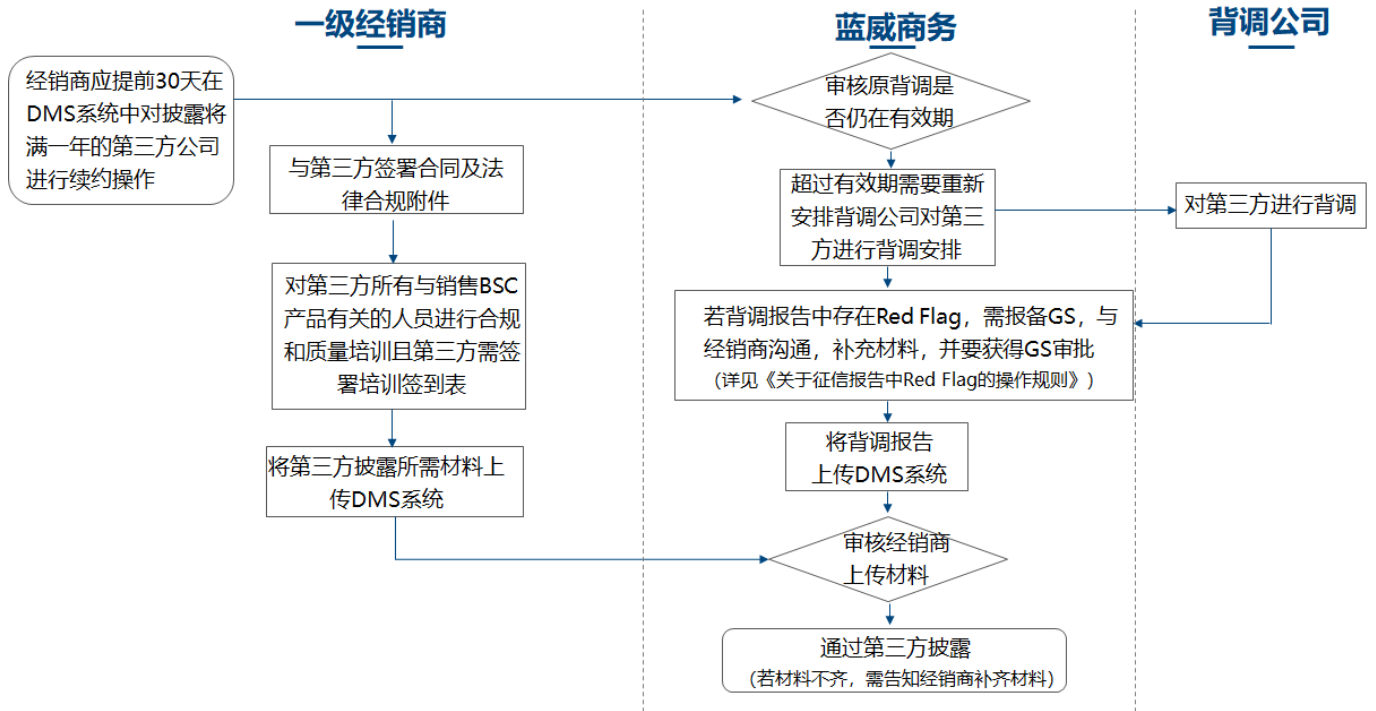 一级经销商
蓝威商务
背调公司
经销商应提前30天在
DMS系统中对披露将
满一年的第三方公司
进行续约操作
与第三方签署合同及法
律合规附件
对第三方所有与销售BSC
产品有关的人员进行合规
和质量培训且第三方需签
署培训签到表
将第三方披露所需材料上
传DMS系统
审核原背调是
否仍在有效期
超过有效期需要重新
安排背调公司对第三
方进行背调安排
对第三方进行背调
若背调报告中存在Red Flag，需报备GS，与
经销商沟通，补充材料，并要获得GS审批
（详见《关于征信报告中Red Flag的操作规则》）
将背调报告
上传DMS系统
审核经销商
上传材料
通过第三方披露
（若材料不齐，需告知经销商补齐材料）